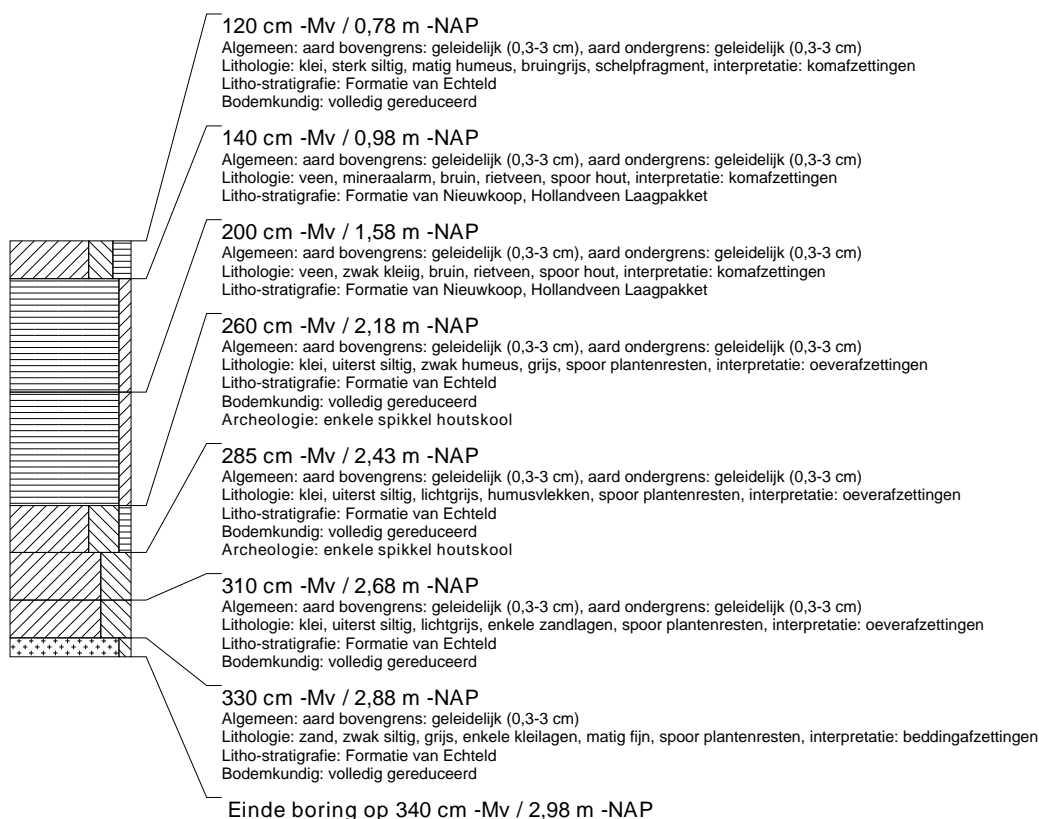 120 cm -Mv / 0,78 m -NAP
Algemeen: aard bovengrens: geleidelijk (0,3-3 cm), aard ondergrens: geleidelijk (0,3-3 cm)
Lithologie: klei, sterk siltig, matig humeus, bruingrijs, schelpfragment, interpretatie: komafzettingen
Litho-stratigrafie: Formatie van Echteld
Bodemkundig: volledig gereduceerd
140 cm -Mv / 0,98 m -NAP
Algemeen: aard bovengrens: geleidelijk (0,3-3 cm), aard ondergrens: geleidelijk (0,3-3 cm)
Lithologie: veen, mineraalarm, bruin, rietveen, spoor hout, interpretatie: komafzettingen
Litho-stratigrafie: Formatie van Nieuwkoop, Hollandveen Laagpakket
200 cm -Mv / 1,58 m -NAP
Algemeen: aard bovengrens: geleidelijk (0,3-3 cm), aard ondergrens: geleidelijk (0,3-3 cm)
Lithologie: veen, zwak kleiig, bruin, rietveen, spoor hout, interpretatie: komafzettingen
Litho-stratigrafie: Formatie van Nieuwkoop, Hollandveen Laagpakket
260 cm -Mv / 2,18 m -NAP
Algemeen: aard bovengrens: geleidelijk (0,3-3 cm), aard ondergrens: geleidelijk (0,3-3 cm)
Lithologie: klei, uiterst siltig, zwak humeus, grijs, spoor plantenresten, interpretatie: oeverafzettingen
Litho-stratigrafie: Formatie van Echteld
Bodemkundig: volledig gereduceerd
Archeologie: enkele spikkel houtskool
285 cm -Mv / 2,43 m -NAP
Algemeen: aard bovengrens: geleidelijk (0,3-3 cm), aard ondergrens: geleidelijk (0,3-3 cm)
Lithologie: klei, uiterst siltig, lichtgrijs, humusvlekken, spoor plantenresten, interpretatie: oeverafzettingen
Litho-stratigrafie: Formatie van Echteld
Bodemkundig: volledig gereduceerd
Archeologie: enkele spikkel houtskool
310 cm -Mv / 2,68 m -NAP
Algemeen: aard bovengrens: geleidelijk (0,3-3 cm), aard ondergrens: geleidelijk (0,3-3 cm)
Lithologie: klei, uiterst siltig, lichtgrijs, enkele zandlagen, spoor plantenresten, interpretatie: oeverafzettingen
Litho-stratigrafie: Formatie van Echteld
Bodemkundig: volledig gereduceerd
330 cm -Mv / 2,88 m -NAP
Algemeen: aard bovengrens: geleidelijk (0,3-3 cm)
Lithologie: zand, zwak siltig, grijs, enkele kleilagen, matig fijn, spoor plantenresten, interpretatie: beddingafzettingen
Litho-stratigrafie: Formatie van Echteld
Bodemkundig: volledig gereduceerd
Einde boring op 340 cm -Mv / 2,98 m -NAP